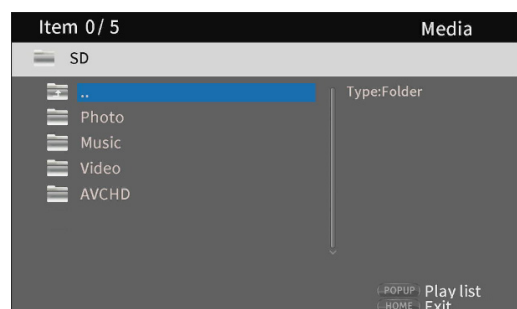 Item 0/ 5
Media
SD
..
Type:Folder
Photo
Music
Video
AVCHD
POPUP Play list
HOME Exit